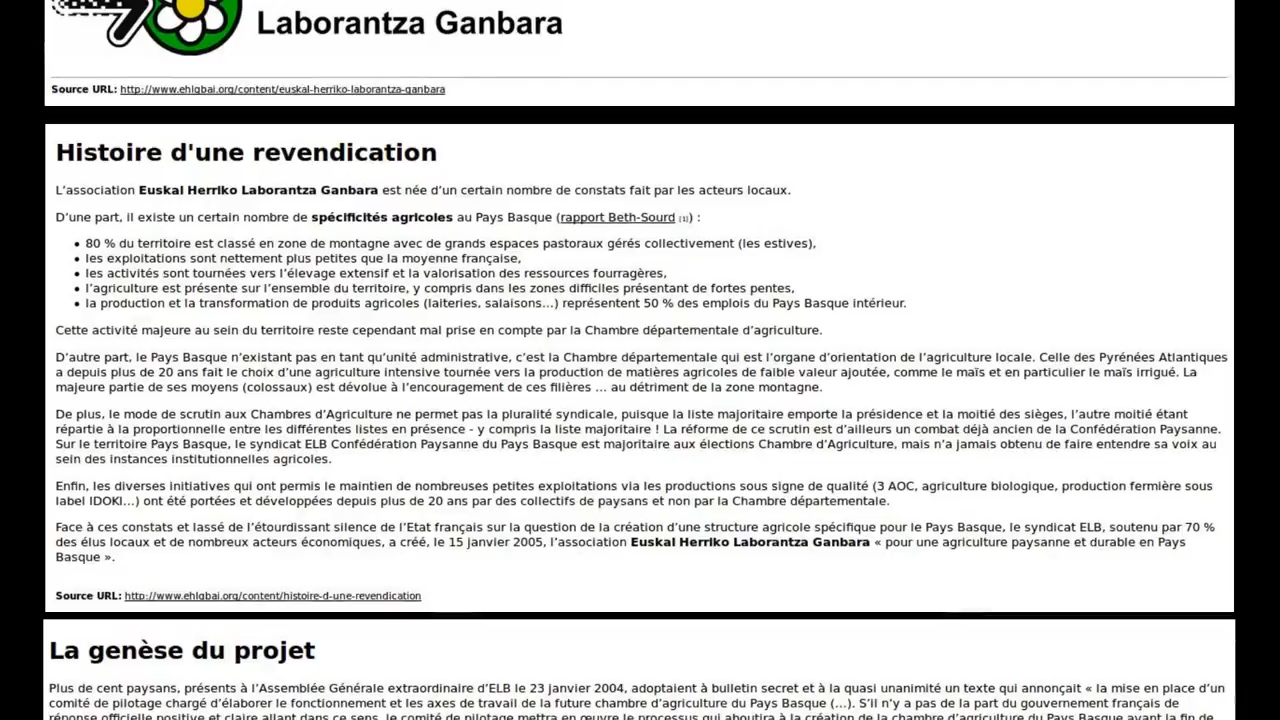 Laborantza Ganbara
Source URL: http://www.ehlgbai.org/content/euskal-herriko-laborantza-ganbara
Histoire d'une revendication
L’association Euskal Herriko Laborantza Ganbara est née d’un certain nombre de constats fait par les acteurs locaux.
D’une part, il existe un certain nombre de spécificités agricoles au Pays Basque (rapport Beth-Sourd [1]) :
• 80 % du territoire est classé en zone de montagne avec de grands espaces pastoraux gérés collectivement (les estives),
• les exploitations sont nettement plus petites que la moyenne française,
• les activités sont tournées vers l’élevage extensif et la valorisation des ressources fourragères,
• l’agriculture est présente sur l’ensemble du territoire, y compris dans les zones difficiles présentant de fortes pentes,
• la production et la transformation de produits agricoles (laiteries, salaisons...) représentent 50 % des emplois du Pays Basque intérieur.
Cette activité majeure au sein du territoire reste cependant mal prise en compte par la Chambre départementale d’agriculture.
D’autre part, le Pays Basque n’existant pas en tant qu’unité administrative, c’est la Chambre départementale qui est l’organe d’orientation de l’agriculture locale. Celle des Pyrénées Atlantiques
a depuis plus de 20 ans fait le choix d’une agriculture intensive tournée vers la production de matières agricoles de faible valeur ajoutée, comme le maïs et en particulier le maïs irrigué. La
majeure partie de ses moyens (colossaux) est dévolue à l’encouragement de ces filières ... au détriment de la zone montagne.
De plus, le mode de scrutin aux Chambres d’Agriculture ne permet pas la pluralité syndicale, puisque la liste majoritaire emporte la présidence et la moitié des sièges, l’autre moitié étant
répartie à la proportionnelle entre les différentes listes en présence - y compris la liste majoritaire ! La réforme de ce scrutin est d’ailleurs un combat déjà ancien de la Confédération Paysanne.
Sur le territoire Pays Basque, le syndicat ELB Confédération Paysanne du Pays Basque est majoritaire aux élections Chambre d’Agriculture, mais n’a jamais obtenu de faire entendre sa voix au
sein des instances institutionnelles agricoles.
Enfin, les diverses initiatives qui ont permis le maintien de nombreuses petites exploitations via les productions sous signe de qualité (3 AOC, agriculture biologique, production fermière sous
label IDOKI...) ont été portées et développées depuis plus de 20 ans par des collectifs de paysans et non par la Chambre départementale.
Face à ces constats et lassé de l’étourdissant silence de l’Etat français sur la question de la création d’une structure agricole spécifique pour le Pays Basque, le syndicat ELB, soutenu par 70 %
des élus locaux et de nombreux acteurs économiques, a créé, le 15 janvier 2005, l’association Euskal Herriko Laborantza Ganbara « pour une agriculture paysanne et durable en Pays
Basque ».
Source URL: http://www.ehlgbai.org/content/histoire-d-une-revendication
La genèse du projet
Plus de cent paysans, présents à l’Assemblée Générale extraordinaire d’ELB le 23 janvier 2004, adoptaient à bulletin secret et à la quasi unanimité un texte qui annonçait « la mise en place d’un
comité de pilotage chargé d’élaborer le fonctionnement et les axes de travail de la future chambre d’agriculture du Pays Basque (...). S’il n’y a pas de la part du gouvernement français de
réponse officielle positive et claire allant dans ce sens, le comité de pilotage mettra en œuvre le processus qui aboutira à la création de la chambre d’agriculture du Pays Basque avant la fin de